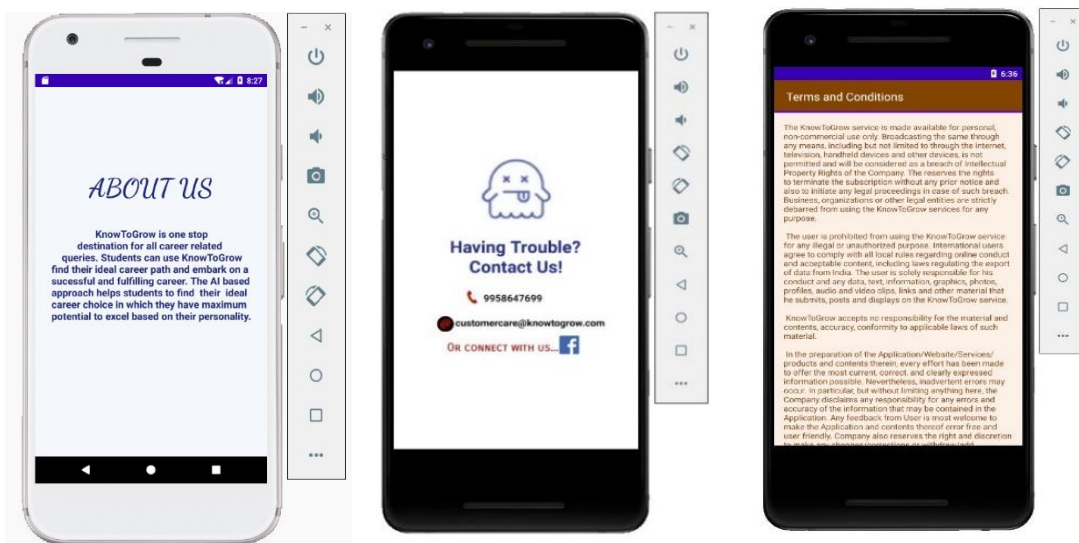 8:27
ABOUT US
KnowToGrow is one stop
destination for all career related
queries. Students can use KnowToGrow
find their ideal career path and embark on a
sucessful and fulfilling career. The AI based
approach helps students to find their ideal
career choice in which they have maximum
potential to excel based on their personality.
Having Trouble?
Contact Us!
9958647699
customercare@knowtogrow.com
OR CONNECT WITH US...
6:36
Terms and Conditions
The KnowToGrow service is made available for personal,
non-commercial use only. Broadcasting the same through
any means, including but not limited to through the internet,
television, handheld devices and other devices, is not
permitted and will be considered as a breach of Intellectual
Property Rights of the Company. The reserves the rights
to terminate the subscription without any prior notice and
also to initiate any legal proceedings in case of such breach.
Business, organizations or other legal entities are strictly
debarred from using the KnowToGrow services for any
purpose.
The user is prohibited from using the KnowToGrow service
for any illegal or unauthorized purpose. International users
agree to comply with all local rules regarding online conduct
and acceptable content, including laws regulating the export
of data from India. The user is solely responsible for his
conduct and any data, text, information, graphics, photos,
profiles, audio and video clips, links and other material that
he submits, posts and displays on the KnowToGrow service.
KnowToGrow accepts no responsibility for the material and
contents, accuracy, conformity to applicable laws of such
material.
In the preparation of the Application/Website/Services/
products and contents therein, every effort has been made
to offer the most current, correct, and clearly expressed
information possible. Nevertheless, inadvertent errors may
occur. In particular, but without limiting anything here, the
Company disclaims any responsibility for any errors and
accuracy of the information that may be contained in the
Application. Any feedback from User is most welcome to
make the Application and contents thereof error free and
user friendly. Company also reserves the right and discretion
to make any changes/corrections or withdraw/add